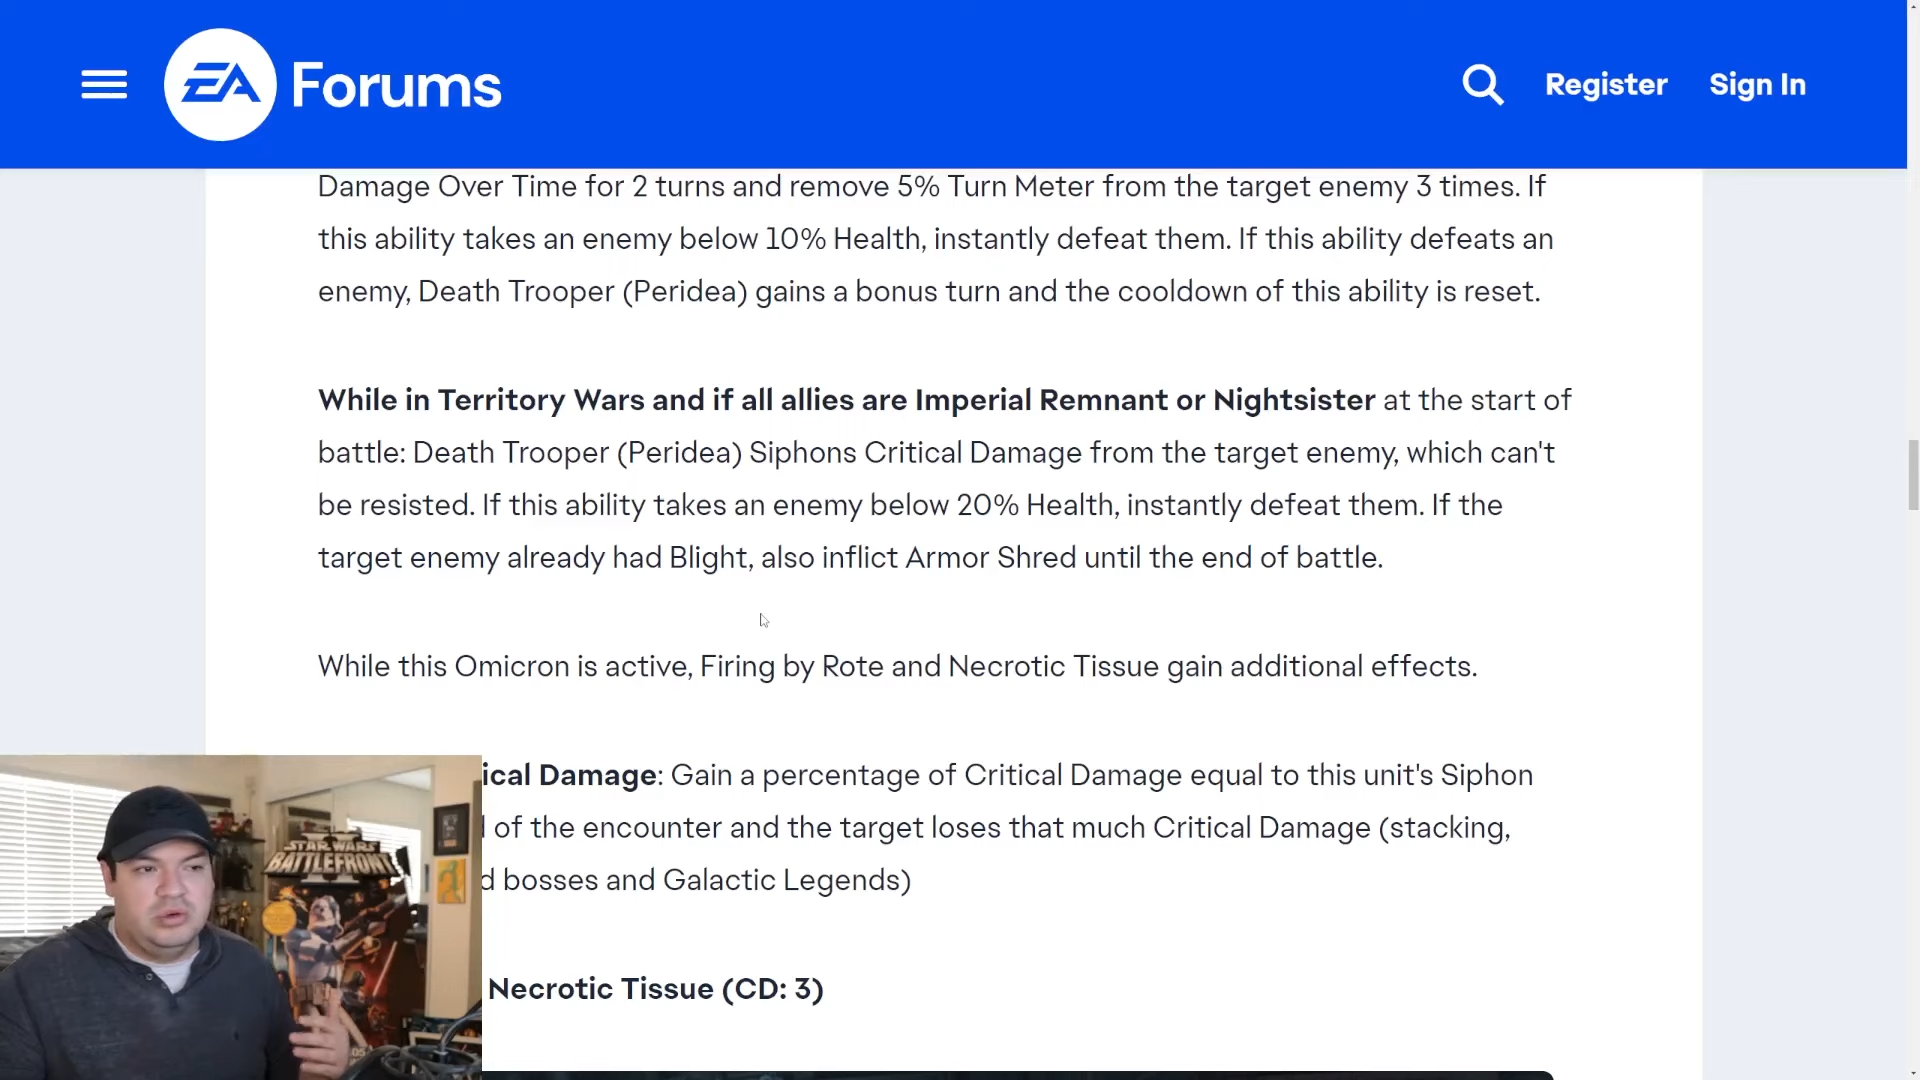 EA Forums
Register
Sign In
Damage Over Time for 2 turns and remove 5% Turn Meter from the target enemy 3 times. If
this ability takes an enemy below 10% Health, instantly defeat them. If this ability defeats an
enemy, Death Trooper (Peridea) gains a bonus turn and the cooldown of this ability is reset.
While in Territory Wars and if all allies are Imperial Remnant or Nightsister at the start of
battle: Death Trooper (Peridea) Siphons Critical Damage from the target enemy, which can't
be resisted. If this ability takes an enemy below 20% Health, instantly defeat them. If the
target enemy already had Blight, also inflict Armor Shred until the end of battle.
While this Omicron is active, Firing by Rote and Necrotic Tissue gain additional effects.
ical Damage: Gain a percentage of Critical Damage equal to this unit's Siphon
of the encounter and the target loses that much Critical Damage (stacking,
d bosses and Galactic Legends)
Necrotic Tissue (CD: 3)
STAR WARS
BATTLEFRONT